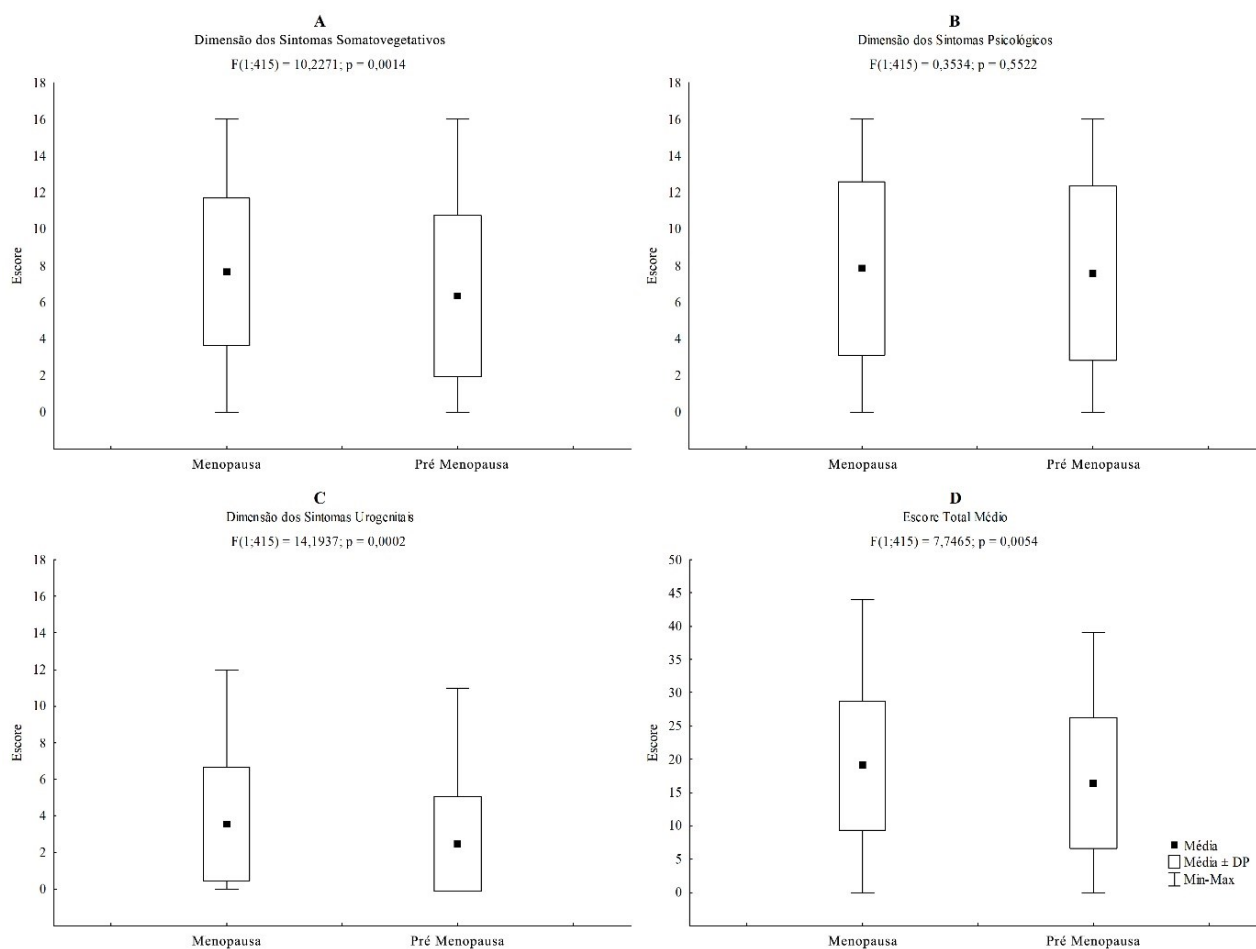 A
Dimensão dos Sintomas Somatovegetativos
F(1;415) = 10,2271; p = 0,0014
18
16
14
12
10
8
6
4
2
0
Escore
Menopausa Pré Menopausa
B
Dimensão dos Sintomas Psicológicos
F(1;415) = 0,3534; p = 0,5522
18
16
14
12
10
8
6
4
2
0
Escore
Menopausa Pré Menopausa
C
Dimensão dos Sintomas Urogenitais
F(1;415) = 14,1937; p = 0,0002
18
16
14
12
10
8
6
4
2
0
Escore
Menopausa Pré Menopausa
D
Escore Total Médio
F(1;415) = 7,7465; p = 0,0054
50
45
40
35
30
25
20
15
10
5
0
Escore
Menopausa Pré Menopausa
Média
Média ± DP
Min-Max